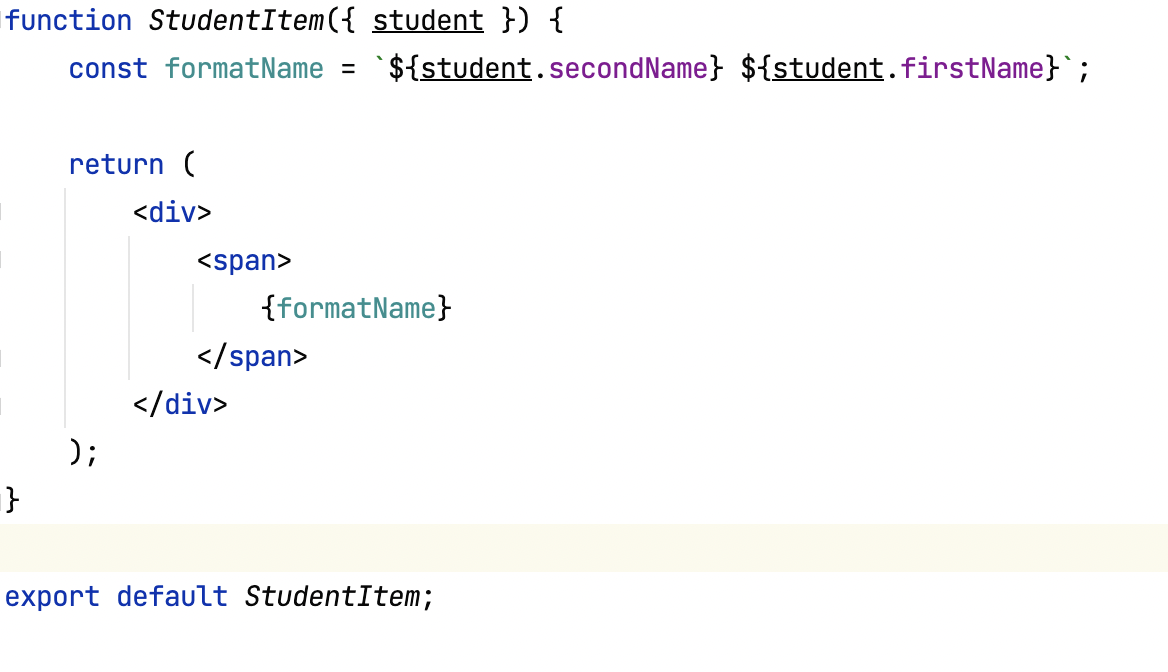 function StudentItem({ student }) {
    const formatName = `${student.secondName} ${student.firstName}`;

    return (
        <div>
            <span>
                {formatName}
            </span>
        </div>
    );
}

export default StudentItem;